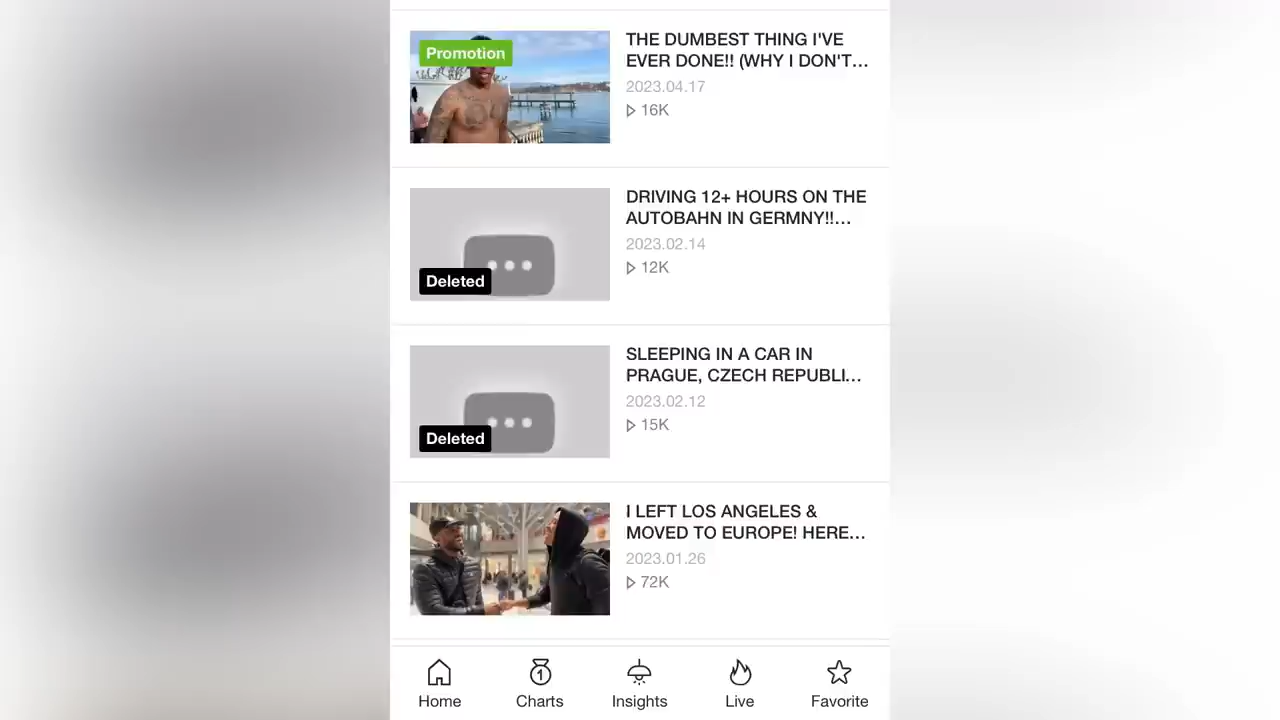 Promotion
THE DUMBEST THING I'VE
EVER DONE!! (WHY I DON'T...
2023.04.17
16K
DRIVING 12+ HOURS ON THE
AUTOBAHN IN GERMNY!!...
2023.02.14
12K
Deleted
SLEEPING IN A CAR IN
PRAGUE, CZECH REPUBLI...
2023.02.12
15K
Deleted
I LEFT LOS ANGELES &
MOVED TO EUROPE! HERE...
2023.01.26
72K
Home
Charts
Insights
Live
Favorite